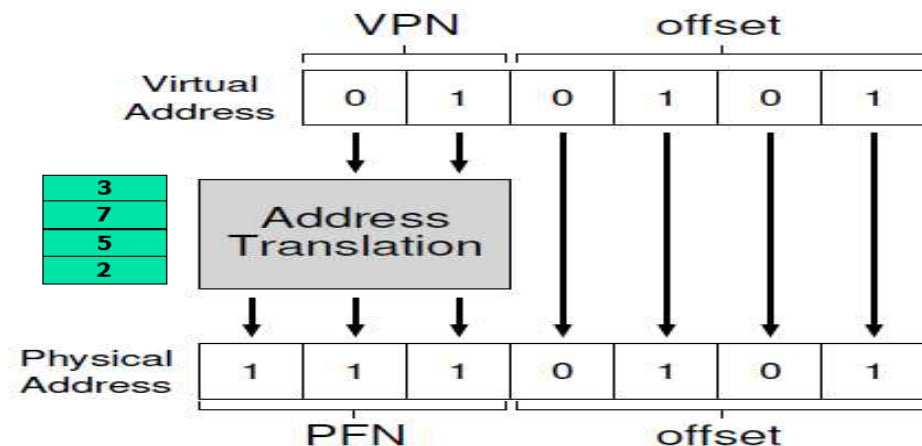 VPN offset
Virtual Address 0 1 0 1 0 1
3
7
5
2
Address
Translation
Physical Address 1 1 1 0 1 0 1
PFN offset